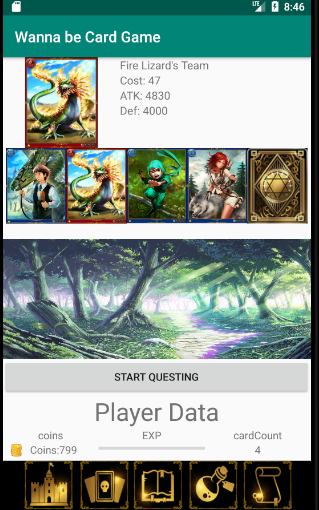 LTE 8:46
Wanna be Card Game
Fire Lizard's Team
Cost: 47
ATK: 4830
Def: 4000
START QUESTING
Player Data
coins EXP cardCount
Coins:799 4